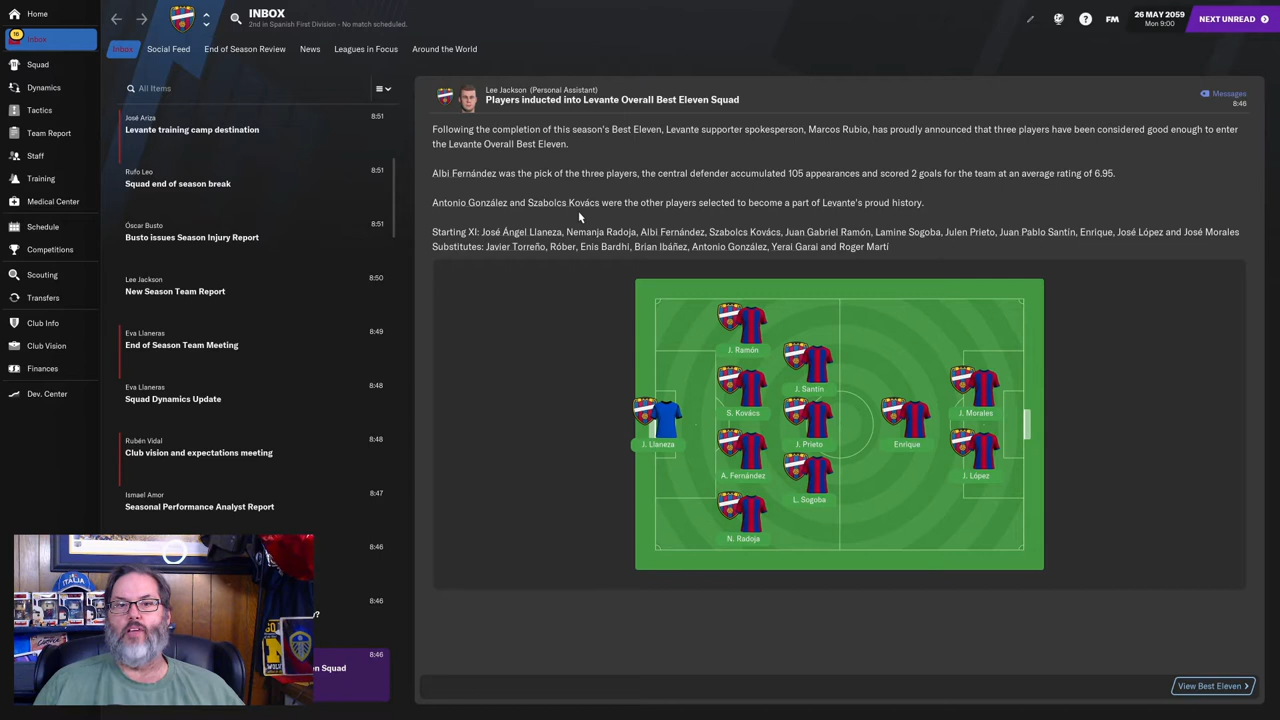 Home
Inbox
10
Squad
Dynamics
Tactics
Team Report
Staff
Training
Medical Center
Schedule
Competitions
Scouting
Transfers
Club Info
Club Vision
Finances
Dev. Center
INBOX
2nd in Spanish First Division - No match scheduled.
FM
26 MAY 2059
Mon 9:00
NEXT UNREAD
Inbox
Social Feed
End of Season Review
News
Leagues in Focus
Around the World
All Items
José Ariza
8:51
Levante training camp destination
Rufo Leo
8:51
Squad end of season break
Óscar Busto
8:51
Busto issues Season Injury Report
Lee Jackson
8:50
New Season Team Report
Eva Llaneras
8:49
End of Season Team Meeting
Eva Llaneras
8:48
Squad Dynamics Update
Rubén Vidal
8:48
Club vision and expectations meeting
Ismael Amor
8:47
Seasonal Performance Analyst Report
8:46
8:46
y?
8:46
en Squad
Lee Jackson (Personal Assistant)
Players inducted into Levante Overall Best Eleven Squad
Messages
8:46
Following the completion of this season's Best Eleven, Levante supporter spokesperson, Marcos Rubio, has proudly announced that three players have been considered good enough to enter
the Levante Overall Best Eleven.
Albi Fernández was the pick of the three players, the central defender accumulated 105 appearances and scored 2 goals for the team at an average rating of 6.95.
Antonio González and Szabolcs Kovács were the other players selected to become a part of Levante's proud history.
Starting XI: José Ángel Llaneza, Nemanja Radoja, Albi Fernández, Szabolcs Kovács, Juan Gabriel Ramón, Lamine Sogoba, Julen Prieto, Juan Pablo Santín, Enrique, José López and José Morales
Substitutes: Javier Torreño, Róber, Enis Bardhi, Brian Ibáñez, Antonio González, Yerai Garai and Roger Martí
J. Ramón
J. Santín
S. Kovács
J. Morales
J. Llaneza
J. Prieto
Enrique
A. Fernández
J. López
L. Sogoba
N. Radoja
View Best Eleven
ITALIA